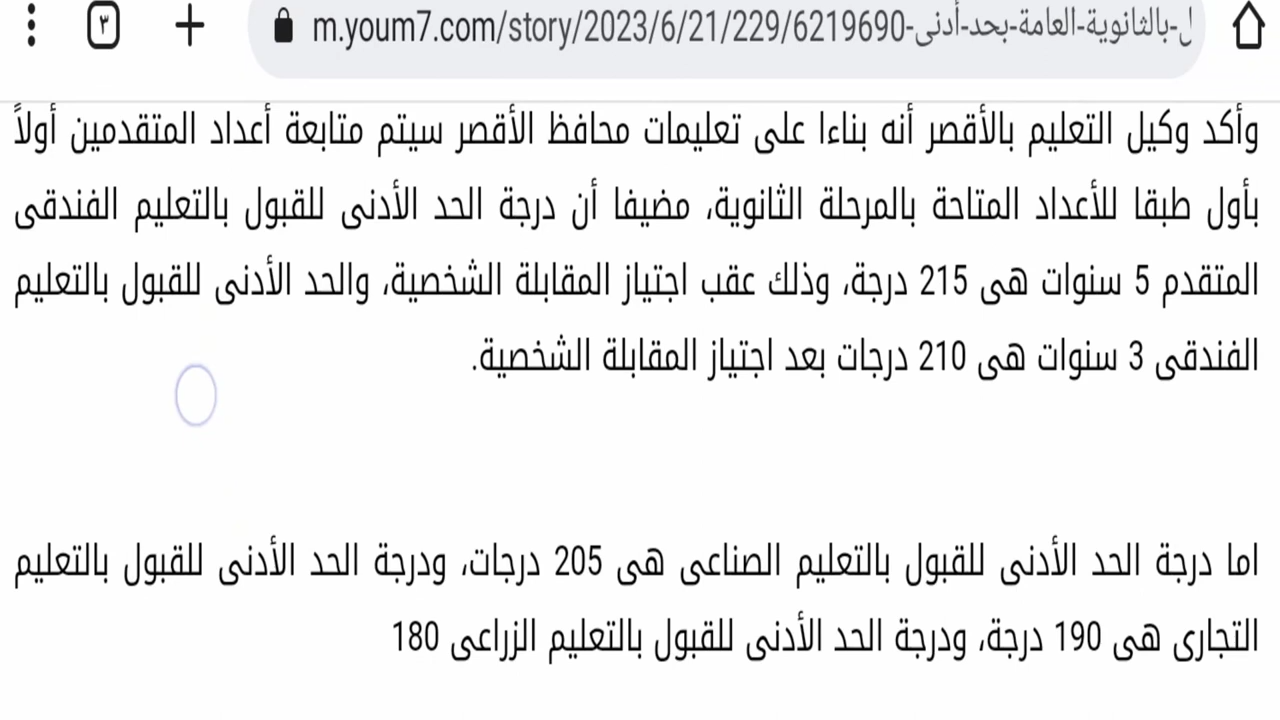 ٣
m.youm7.com/story/2023/6/21/229/6219690-ل-بالثانوية-العامة-بحد-أدنى
وأكد وكيل التعليم بالأقصر أنه بناءا على تعليمات محافظ الأقصر سيتم متابعة أعداد المتقدمين أولاً
بأول طبقا للأعداد المتاحة بالمرحلة الثانوية، مضيفا أن درجة الحد الأدنى للقبول بالتعليم الفندقى
المتقدم 5 سنوات هى 215 درجة، وذلك عقب اجتياز المقابلة الشخصية، والحد الأدنى للقبول بالتعليم
الفندقى 3 سنوات هى 210 درجات بعد اجتياز المقابلة الشخصية.
اما درجة الحد الأدنى للقبول بالتعليم الصناعى هى 205 درجات، ودرجة الحد الأدنى للقبول بالتعليم
التجارى هى 190 درجة، ودرجة الحد الأدنى للقبول بالتعليم الزراعى 180